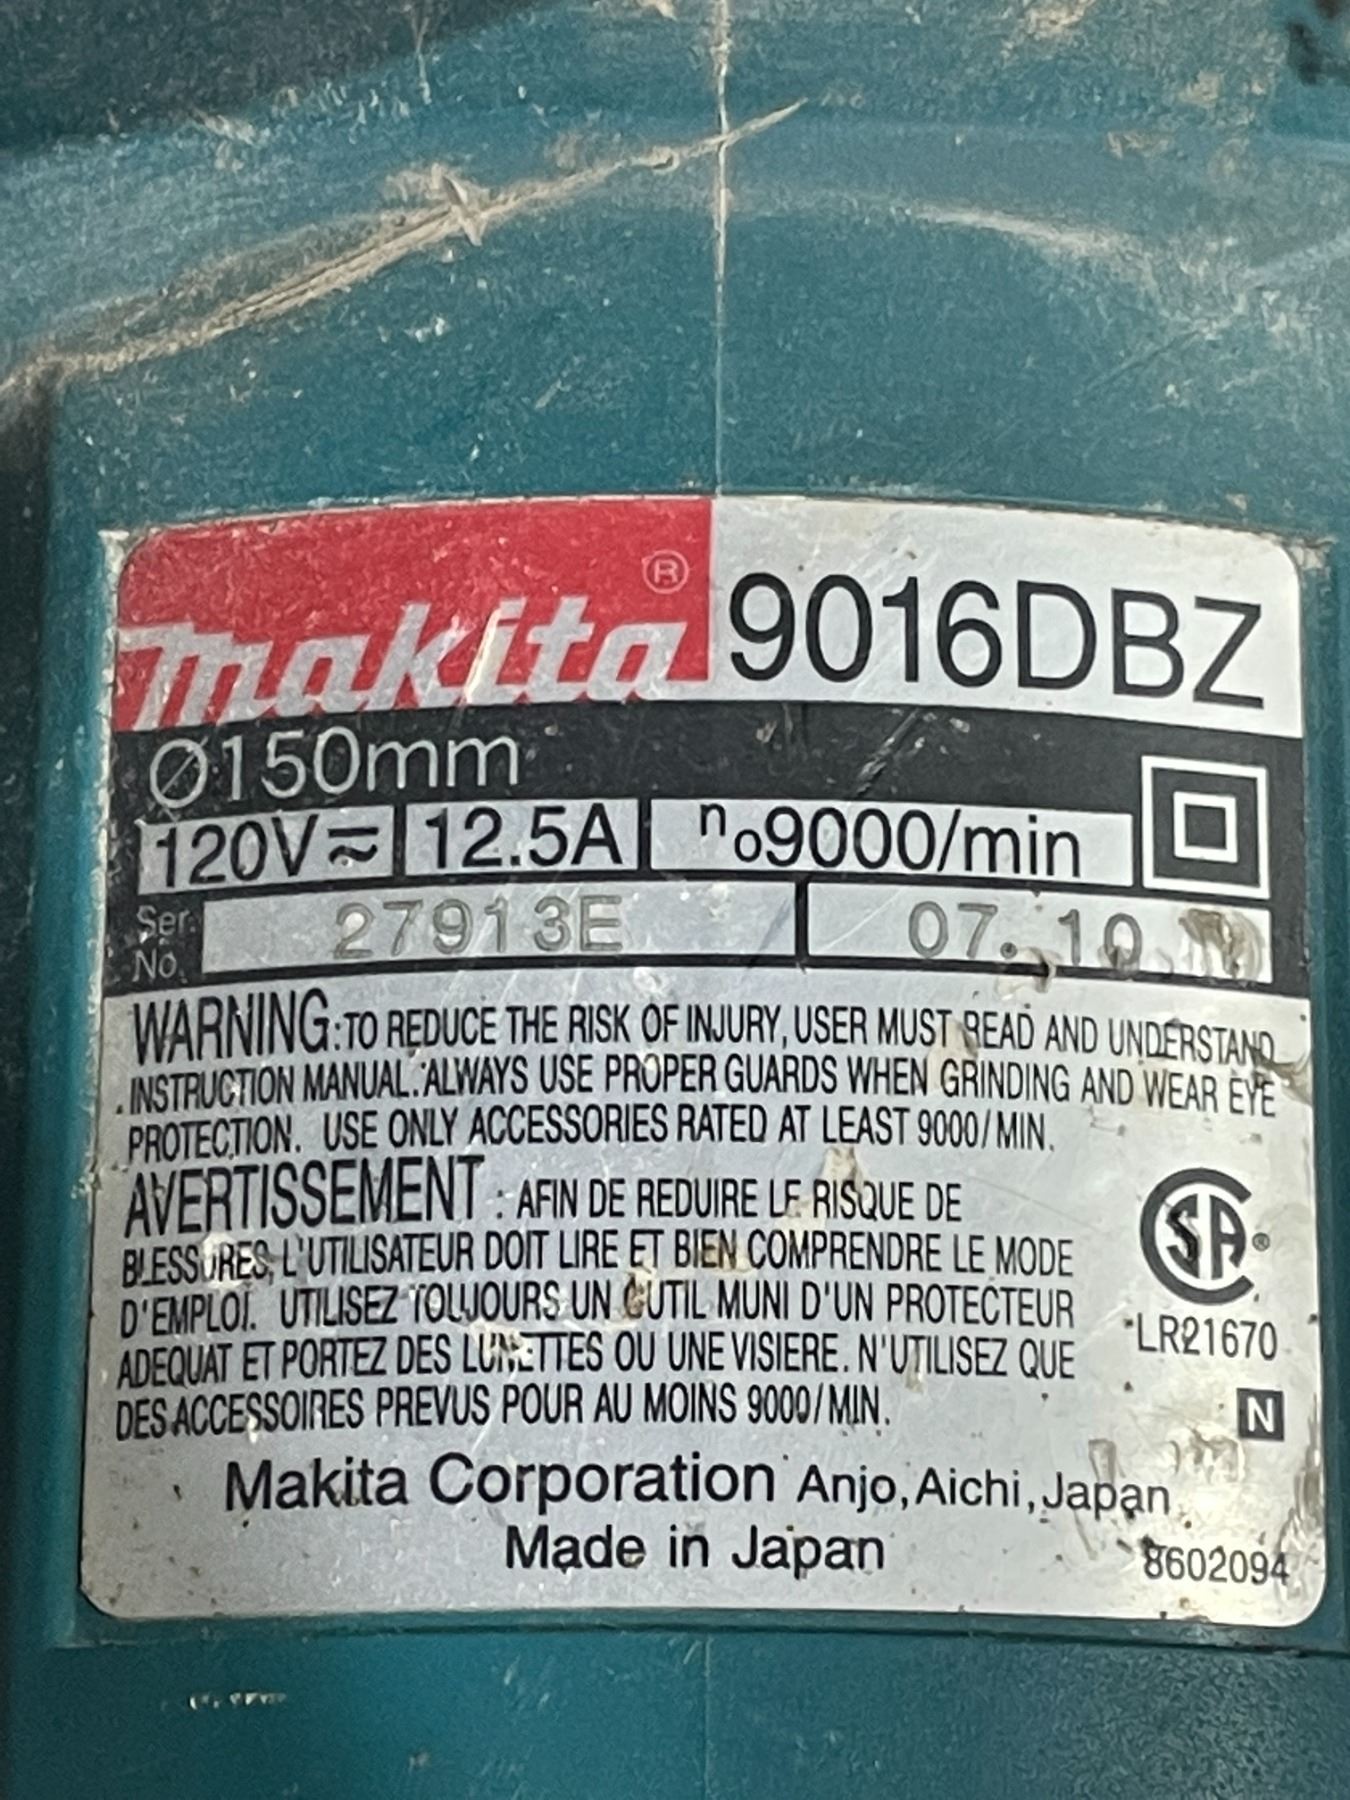 makita® 9016DBZ
Ø150mm
120V⎓~ 12.5A n₀9000/min
Ser. No. 27913E 07. 10
WARNING:TO REDUCE THE RISK OF INJURY, USER MUST READ AND UNDERSTAND
INSTRUCTION MANUAL. ALWAYS USE PROPER GUARDS WHEN GRINDING AND WEAR EYE
PROTECTION. USE ONLY ACCESSORIES RATED AT LEAST 9000/MIN.
AVERTISSEMENT : AFIN DE REDUIRE LE RISQUE DE
BLESSURES, L'UTILISATEUR DOIT LIRE ET BIEN COMPRENDRE LE MODE
D'EMPLOI. UTILISEZ TOUJOURS UN OUTIL MUNI D'UN PROTECTEUR
ADEQUAT ET PORTEZ DES LUNETTES OU UNE VISIERE. N'UTILISEZ QUE
DES ACCESSOIRES PREVUS POUR AU MOINS 9000/MIN.
SA®
LR21670
N
Makita Corporation Anjo, Aichi, Japan
Made in Japan
8602094